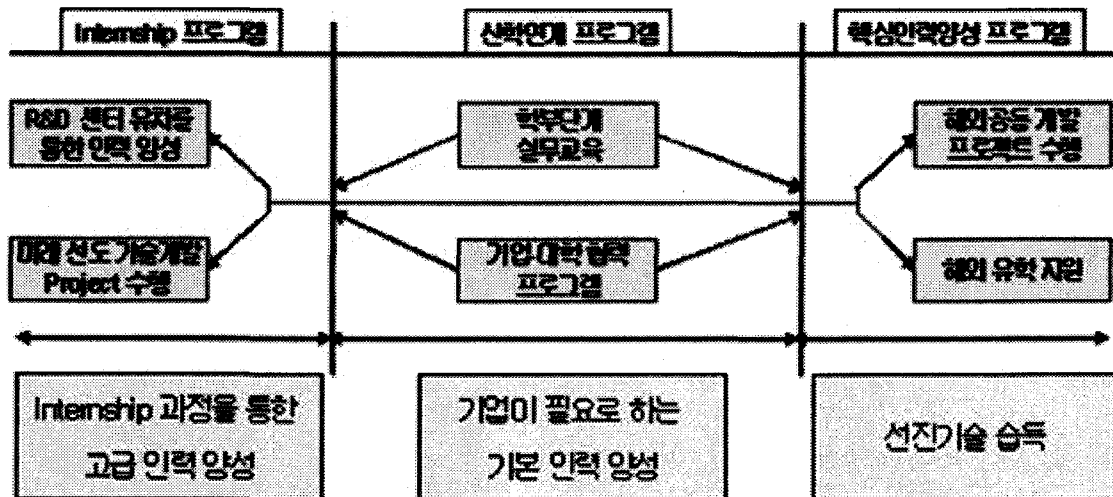 Internship 프로그램
산학연계 프로그램
핵심인력양성 프로그램
R&D 센터 유치를
통한 인력 양성
학부단계
실무교육
해외공동 개발
프로젝트 수행
미래 선도 기술개발
Project 수행
기업·대학 협력
프로그램
해외 유학 지원
Internship 과정을 통한
고급 인력 양성
기업이 필요로 하는
기본 인력 양성
선진기술 습득